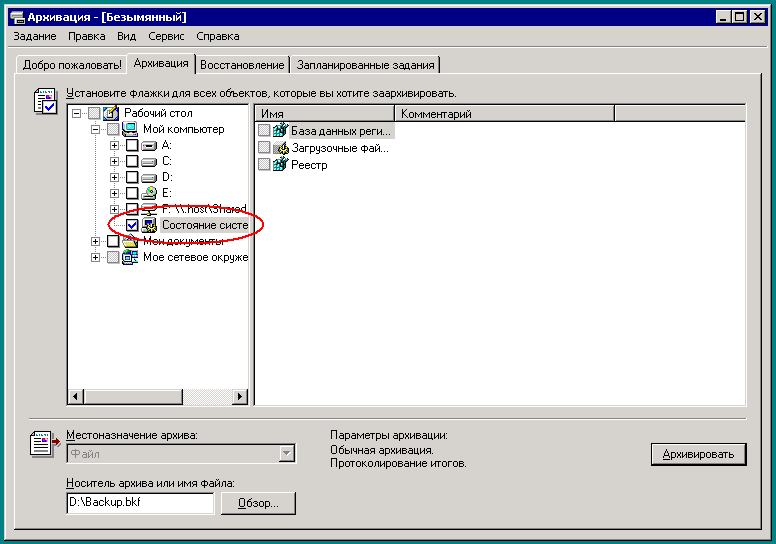 Архивация - [Безымянный]
Задание Правка Вид Сервис Справка
Добро пожаловать! Архивация Восстановление Запланированные задания
Установите флажки для всех объектов, которые вы хотите заархивировать.
Рабочий стол
Мой компьютер
A:
C:
D:
E:
F: \\.host\Shared
Состояние систе
Мои документы
Мое сетевое окруже
Имя Комментарий
База данных реги...
Загрузочные фай...
Реестр
Местоназначение архива:
Файл
Носитель архива или имя файла:
D:\Backup.bkf
Обзор...
Параметры архивации:
Обычная архивация.
Протоколирование итогов.
Архивировать